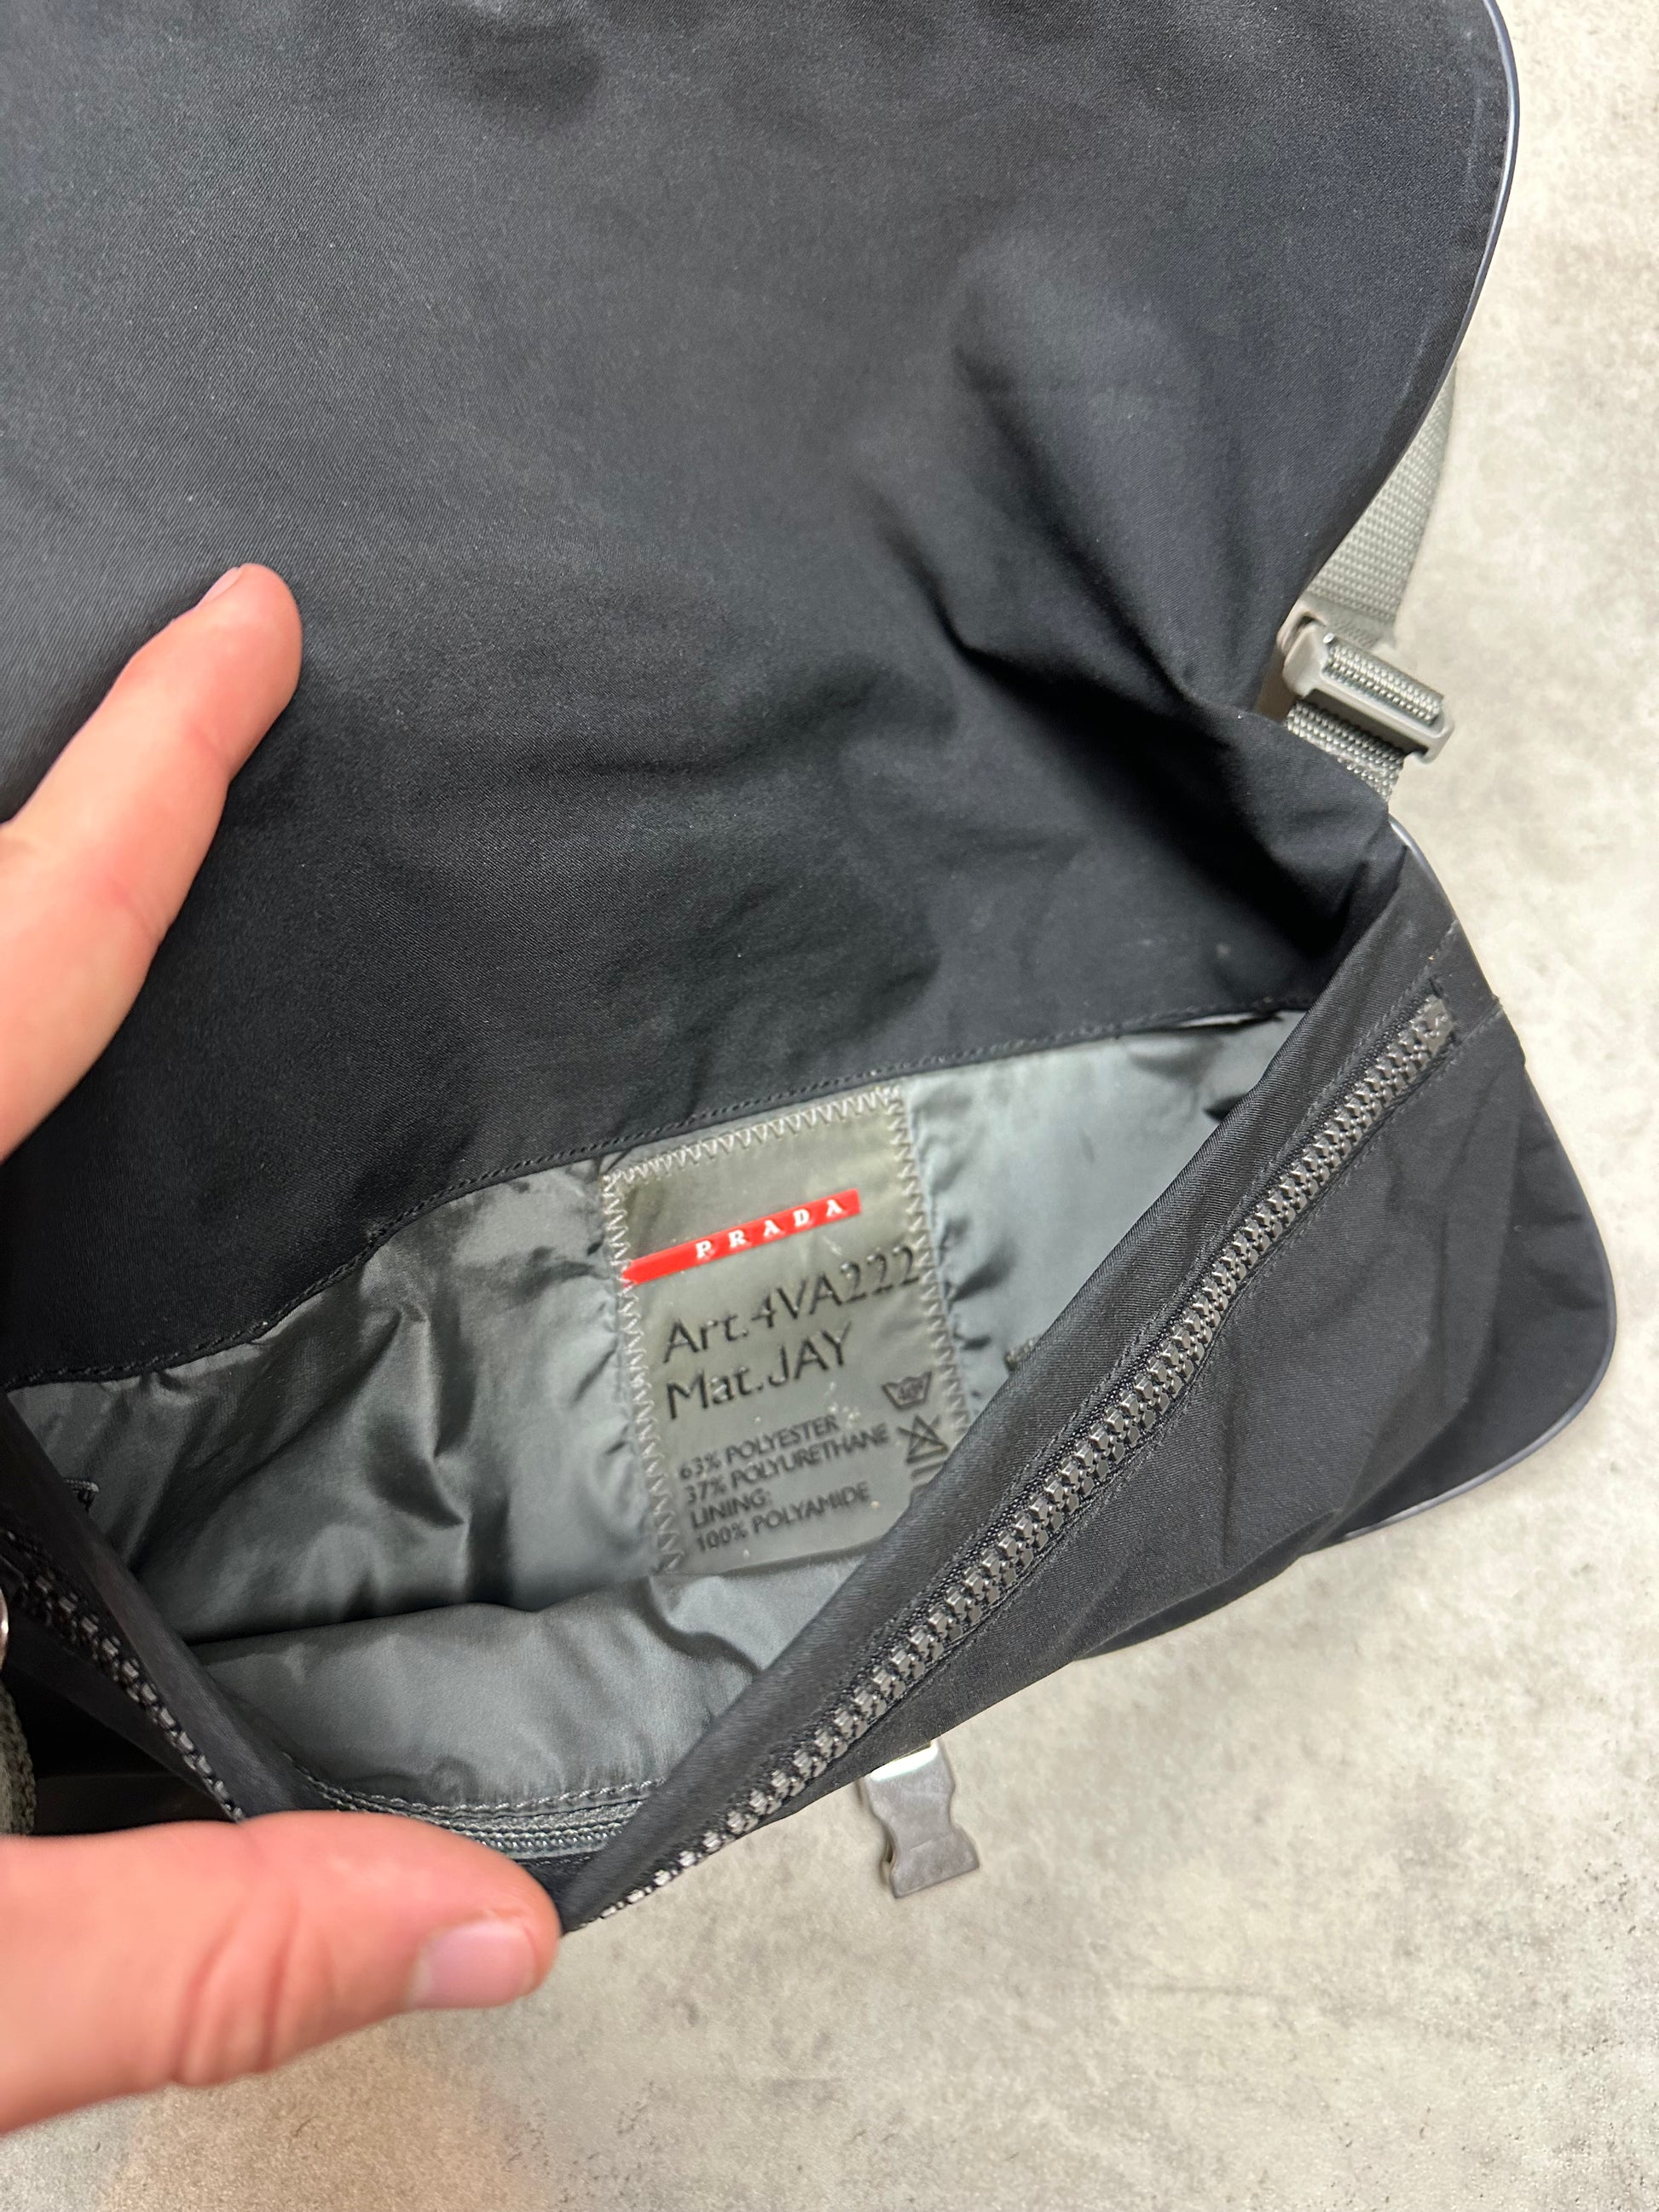 PRADA
Art.4VA222
Mat.JAY
63% POLYESTER
37% POLYURETHANE
LINING:
100% POLYAMIDE